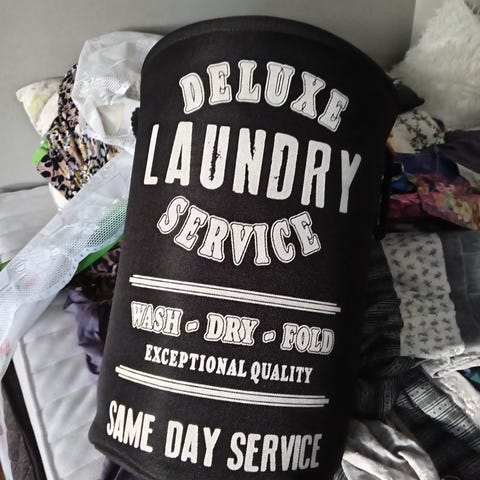 DELUXE
LAUNDRY
SERVICE
WASH - DRY - FOLD
EXCEPTIONAL QUALITY
SAME DAY SERVICE